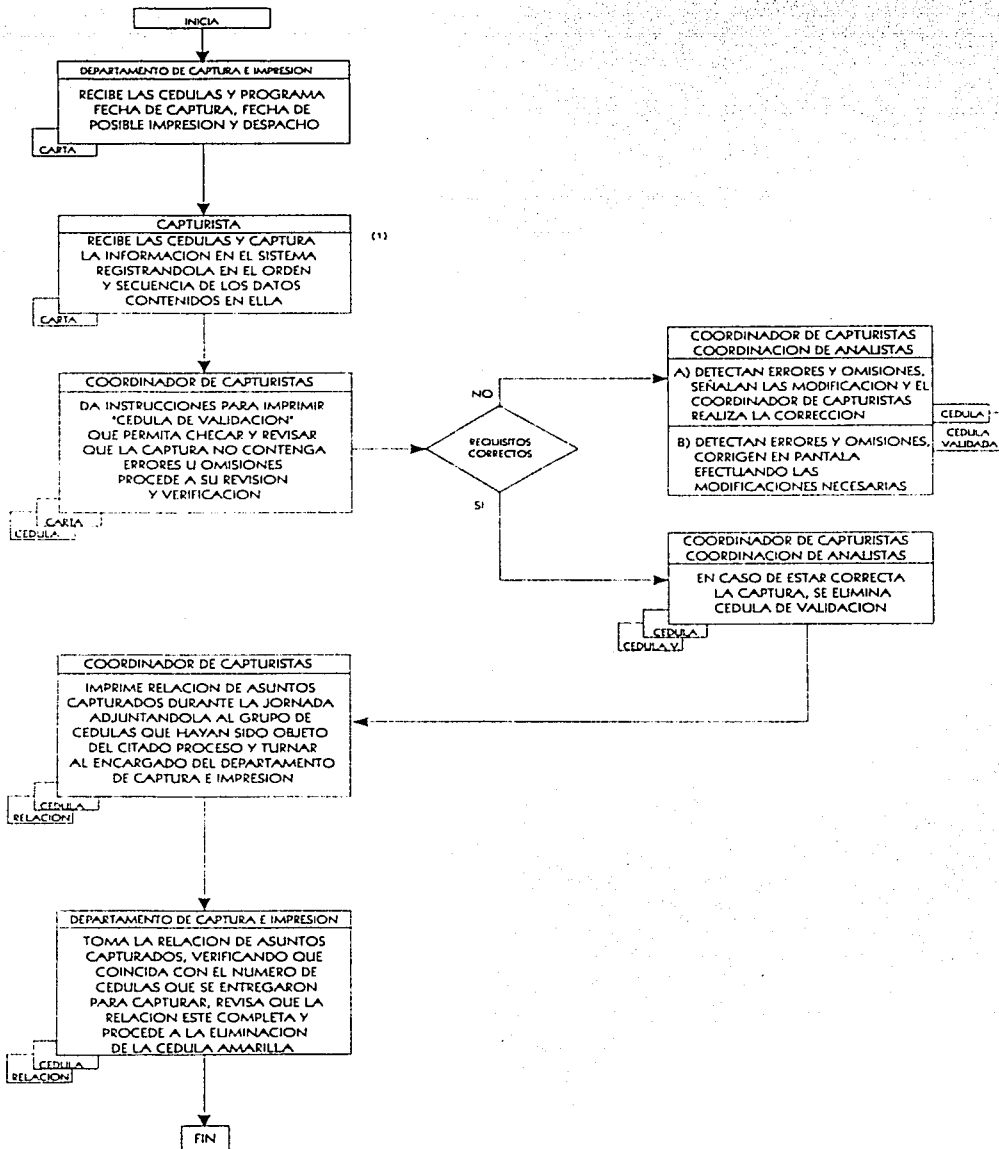 INICIA
DEPARTAMENTO DE CAPTURA E IMPRESION
RECIBE LAS CEDULAS Y PROGRAMA
FECHA DE CAPTURA, FECHA DE
POSIBLE IMPRESION Y DESPACHO
CARTA
CAPTURISTA
(1)
RECIBE LAS CEDULAS Y CAPTURA
LA INFORMACION EN EL SISTEMA
REGISTRANDOLA EN EL ORDEN
Y SECUENCIA DE LOS DATOS
CONTENIDOS EN ELLA
CARTA
COORDINADOR DE CAPTURISTAS
DA INSTRUCCIONES PARA IMPRIMIR
"CEDULA DE VALIDACION"
QUE PERMITA CHECAR Y REVISAR
QUE LA CAPTURA NO CONTENGA
ERRORES U OMISIONES
PROCEDE A SU REVISION
Y VERIFICACION
CARTA
CEDULA
NO
REQUISITOS
CORRECTOS
SI
COORDINADOR DE CAPTURISTAS
COORDINACION DE ANALISTAS
A) DETECTAN ERRORES Y OMISIONES,
SEÑALAN LAS MODIFICACION Y EL
COORDINADOR DE CAPTURISTAS
REALIZA LA CORRECCION
B) DETECTAN ERRORES Y OMISIONES,
CORRIGEN EN PANTALA
EFECTUANDO LAS
MODIFICACIONES NECESARIAS
CEDULA
CEDULA
VALIDADA
COORDINADOR DE CAPTURISTAS
COORDINACION DE ANALISTAS
EN CASO DE ESTAR CORRECTA
LA CAPTURA, SE ELIMINA
CEDULA DE VALIDACION
CEDULA
CEDULA V.
COORDINADOR DE CAPTURISTAS
IMPRIME RELACION DE ASUNTOS
CAPTURADOS DURANTE LA JORNADA
ADJUNTANDOLA AL GRUPO DE
CEDULAS QUE HAYAN SIDO OBJETO
DEL CITADO PROCESO Y TURNAR
AL ENCARGADO DEL DEPARTAMENTO
DE CAPTURA E IMPRESION
CEDULA
RELACION
DEPARTAMENTO DE CAPTURA E IMPRESION
TOMA LA RELACION DE ASUNTOS
CAPTURADOS, VERIFICANDO QUE
COINCIDA CON EL NUMERO DE
CEDULAS QUE SE ENTREGARON
PARA CAPTURAR, REVISA QUE LA
RELACION ESTE COMPLETA Y
PROCEDE A LA ELIMINACION
DE LA CEDULA AMARILLA
CEDULA
RELACION
FIN